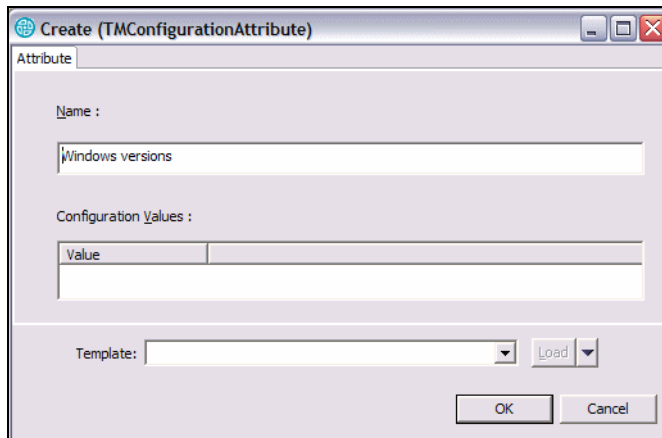 Create (TMConfigurationAttribute)
Attribute
Name :
Windows versions
Configuration Values :
Value
Template:
Load
OK
Cancel